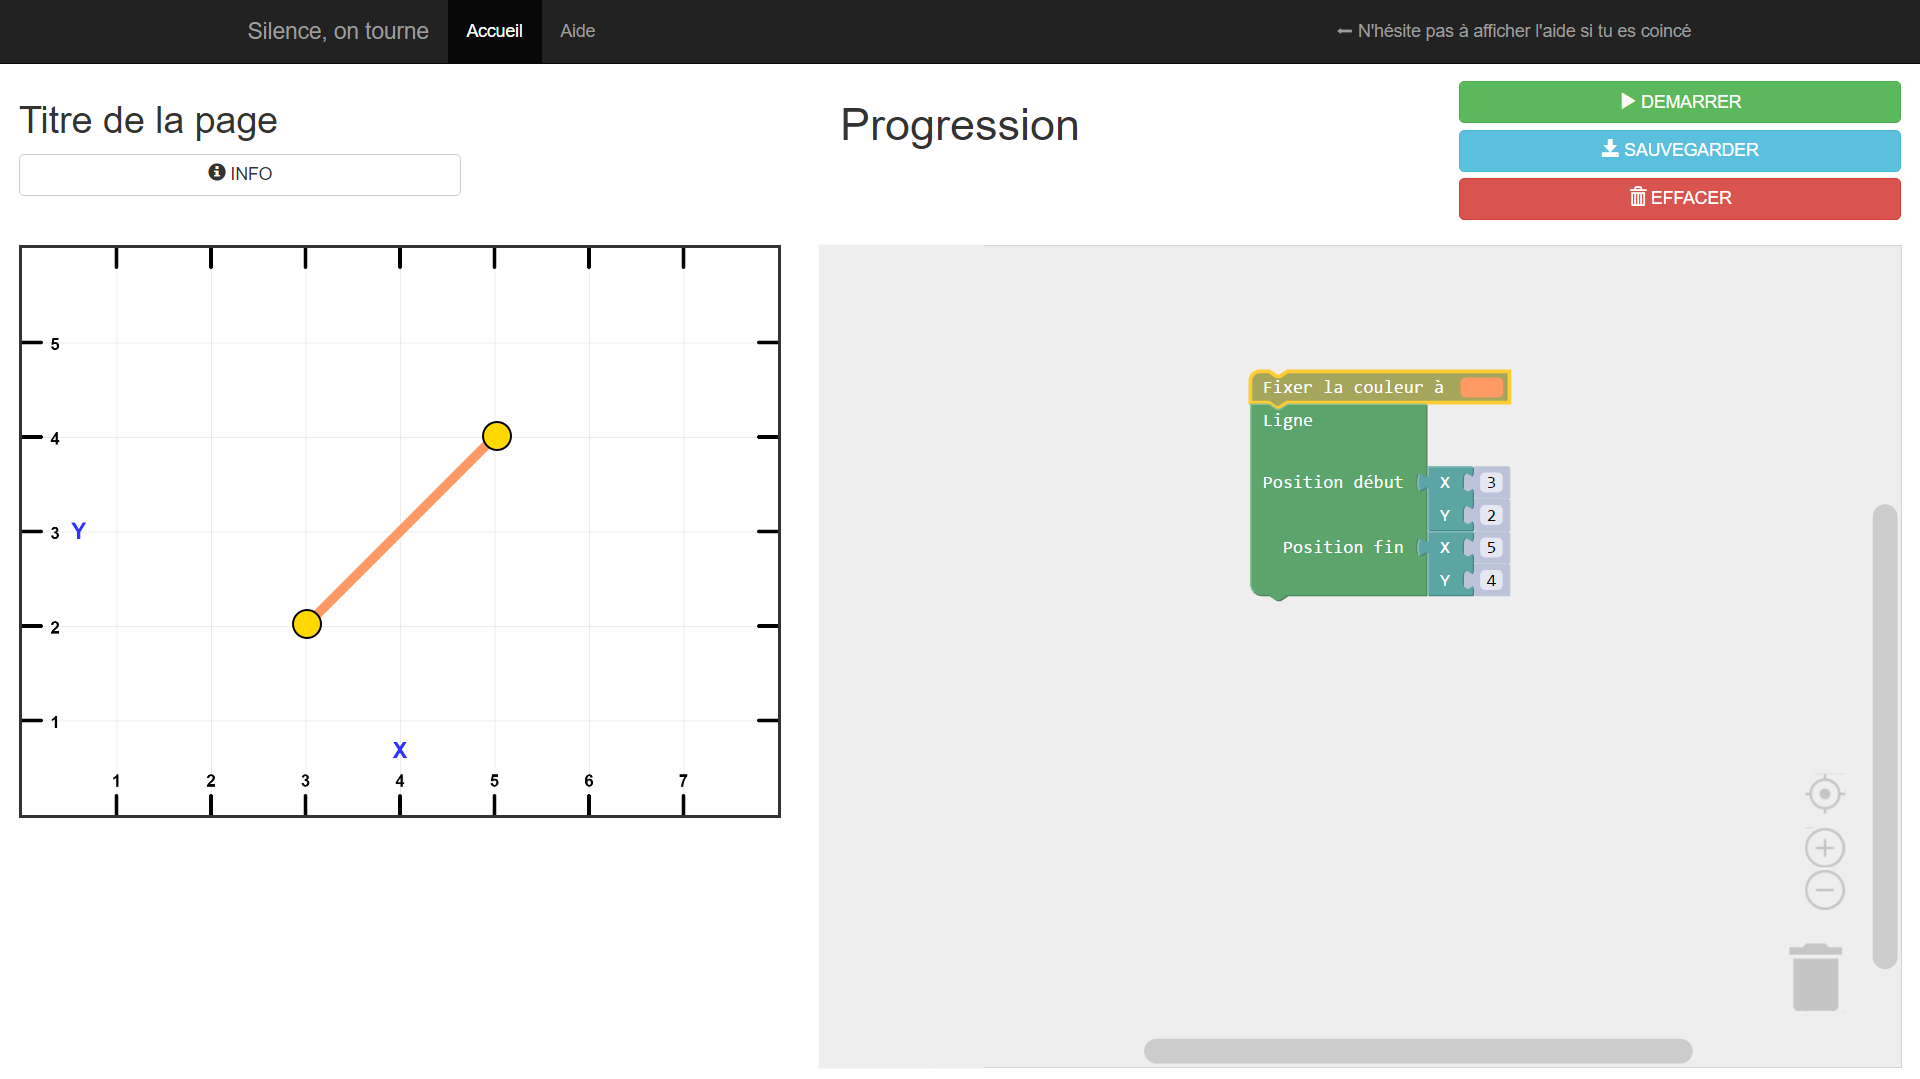 Silence, on tourne
Accueil
Aide
N'hésite pas à afficher l'aide si tu es coincé
Titre de la page
INFO
Progression
DEMARRER
SAUVEGARDER
EFFACER
5
4
3 Y
2
1
X
1 2 3 4 5 6 7
Fixer la couleur à
Ligne
Position début X 3
Y 2
Position fin X 5
Y 4